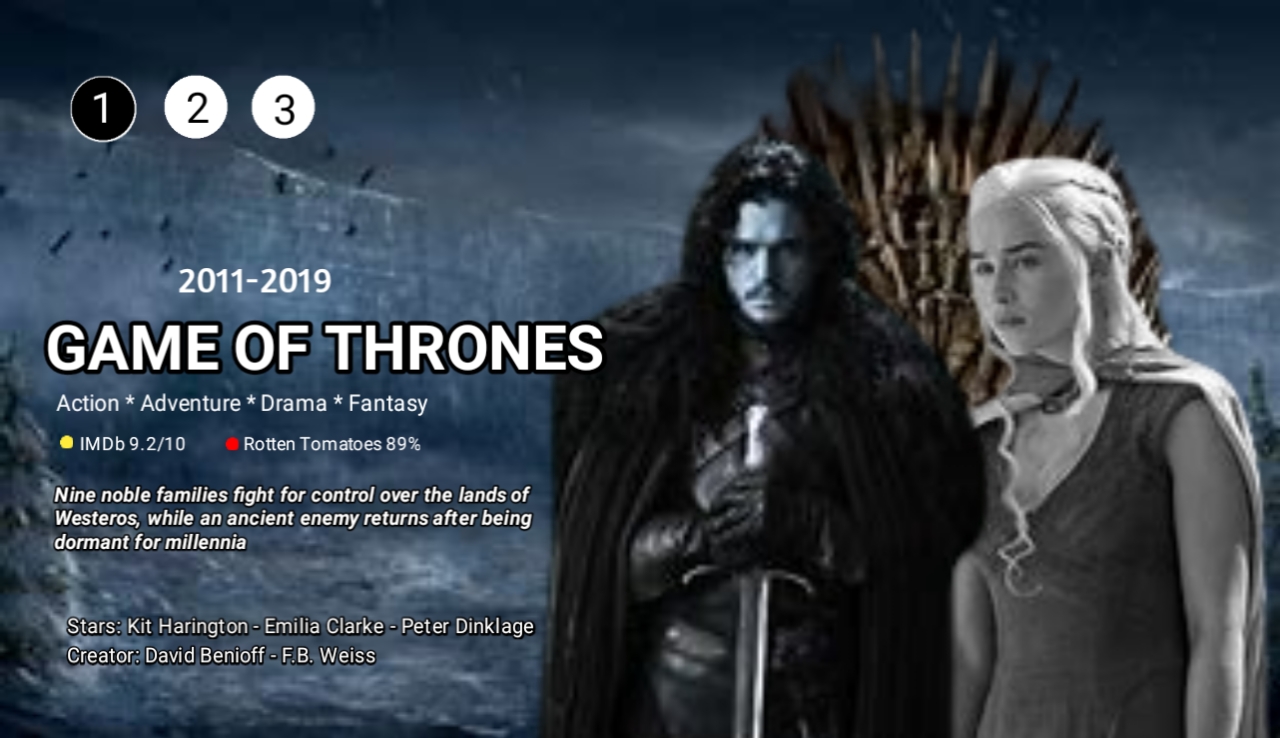 1 2 3
2011-2019
GAME OF THRONES
Action * Adventure * Drama * Fantasy
IMDb 9.2/10 Rotten Tomatoes 89%
Nine noble families fight for control over the lands of
Westeros, while an ancient enemy returns after being
dormant for millennia
Stars: Kit Harington - Emilia Clarke - Peter Dinklage
Creator: David Benioff - F.B. Weiss